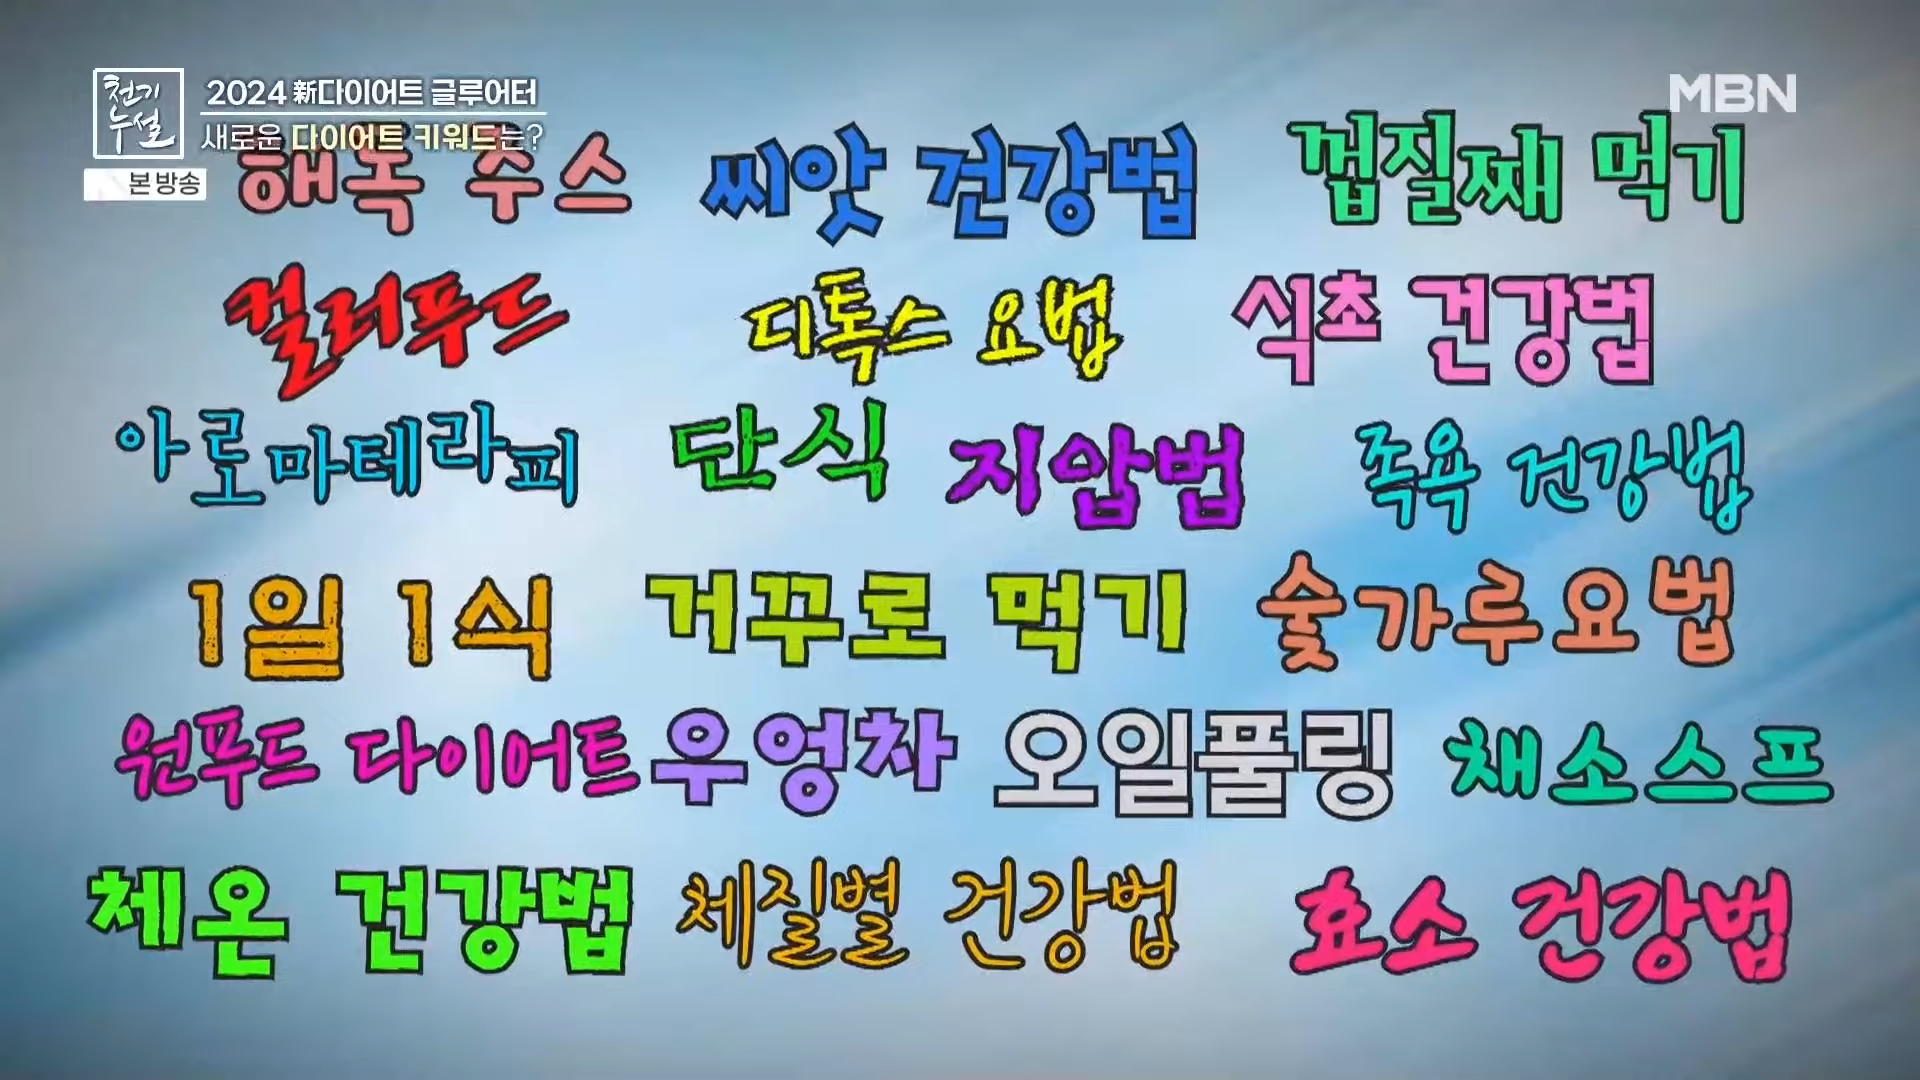 천기누설
2024 新다이어트 글루어터
새로운 다이어트 키워드는?
본 방송
MBN
해독 주스 씨앗 건강법 껍질째 먹기
컬러푸드 디톡스 요법 식초 건강법
아로마테라피 단식 지압법 족욕 건강법
1일 1식 거꾸로 먹기 숯가루요법
원푸드 다이어트 우엉차 오일풀링 채소스프
체온 건강법 체질별 건강법 효소 건강법